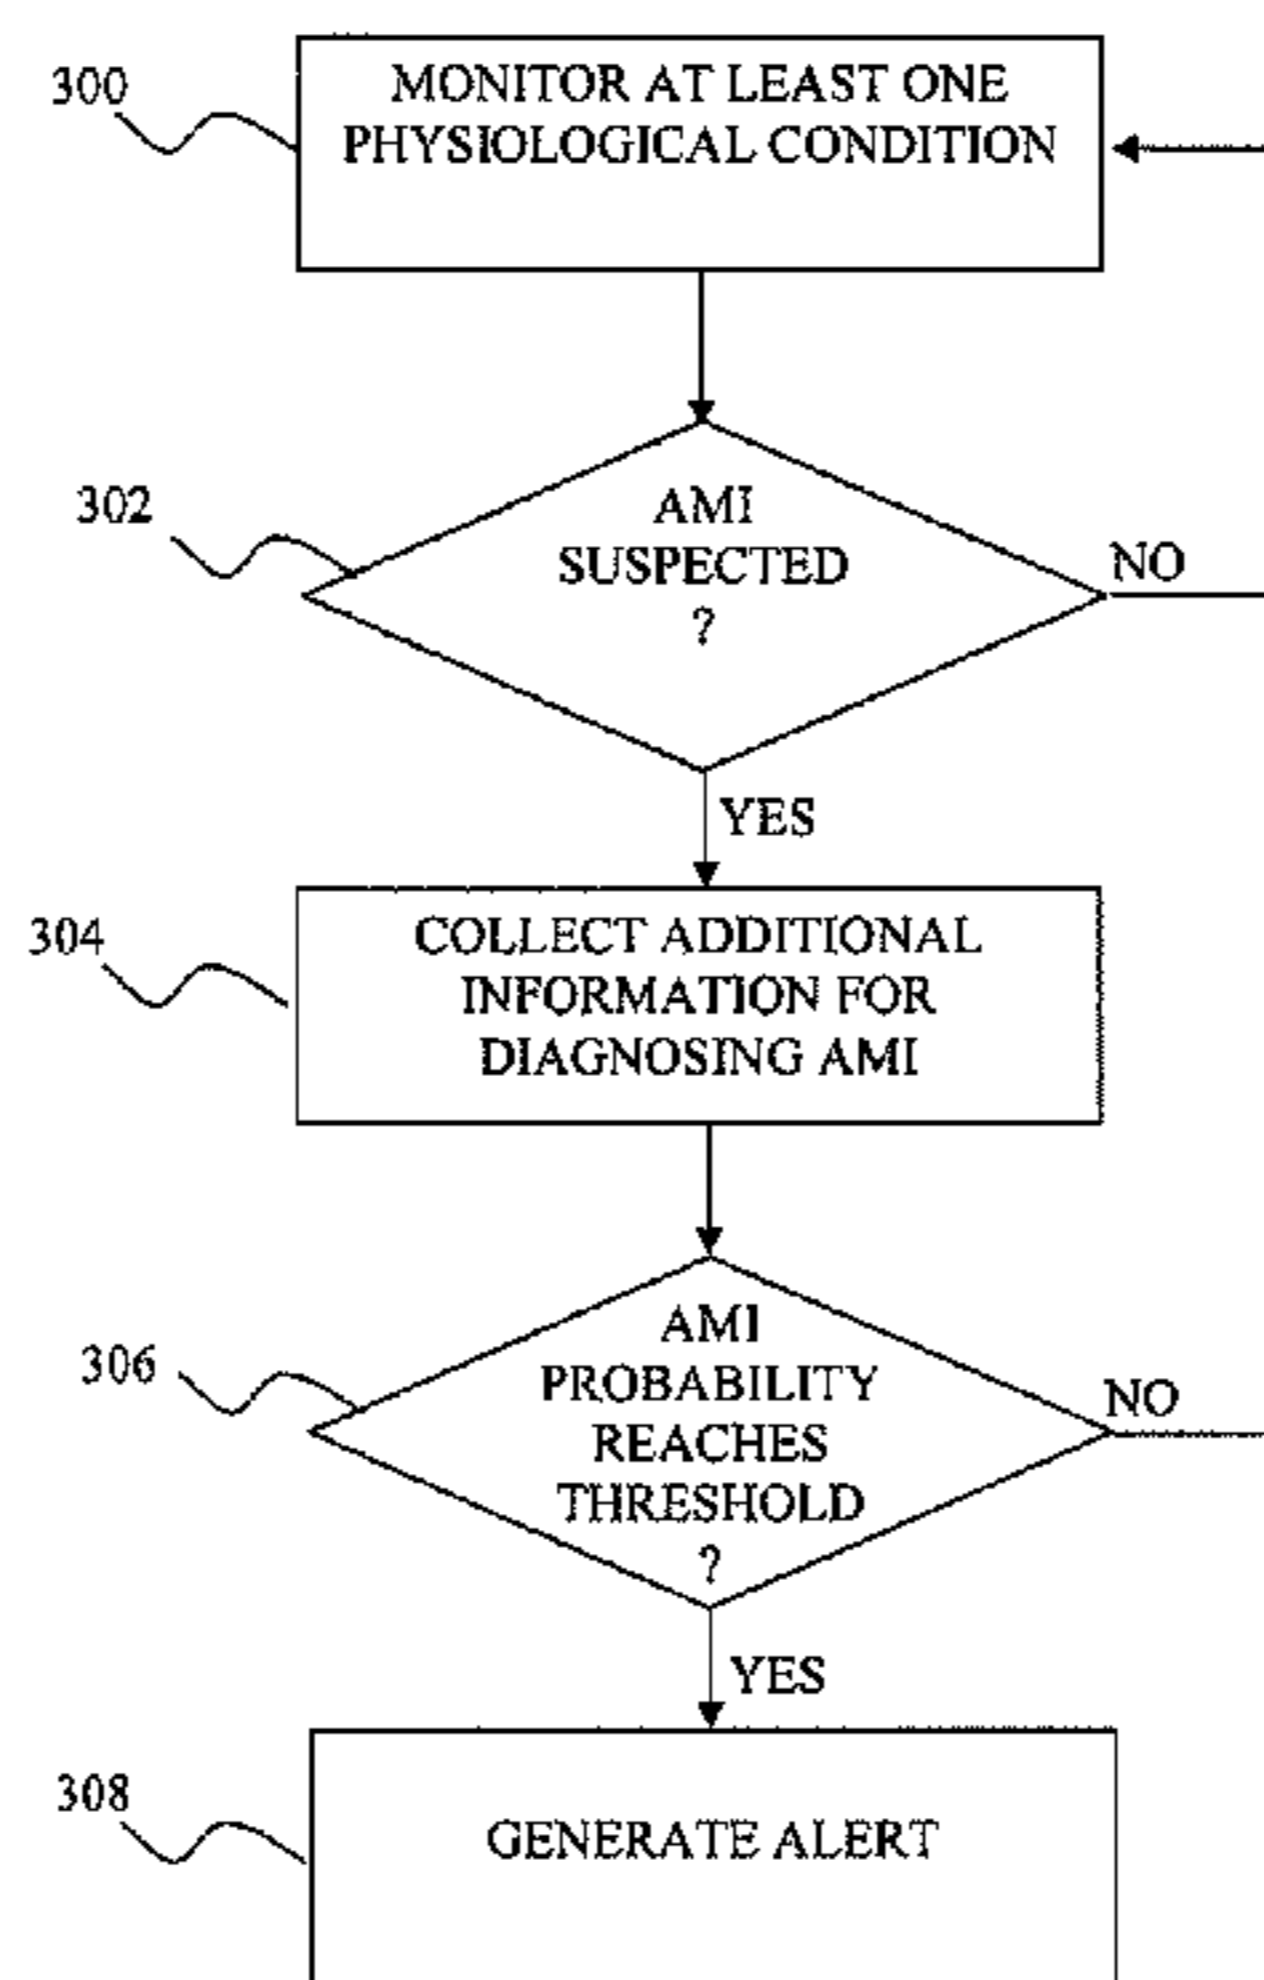 300
MONITOR AT LEAST ONE
PHYSIOLOGICAL CONDITION
302
AMI
SUSPECTED
?
NO
YES
304
COLLECT ADDITIONAL
INFORMATION FOR
DIAGNOSING AMI
306
AMI
PROBABILITY
REACHES
THRESHOLD
?
NO
YES
308
GENERATE ALERT